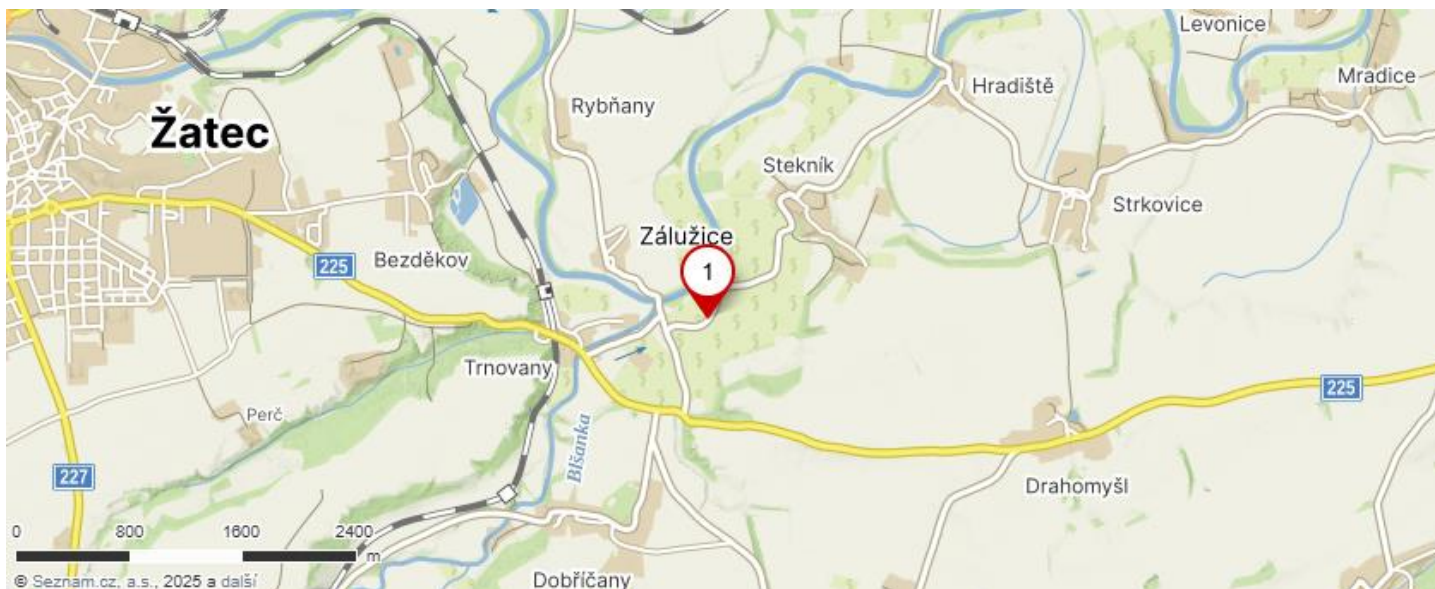 Levonice
Mradice
Hradiště
Rybňany
Žatec
Stekník
Strkovice
Zálužice
Bezděkov
225
1
Trnovany
225
Perč
Blšanka
227
Drahomyšl
0 800 1600 2400
m
Dobříčany
© Seznam.cz, a.s., 2025 a další